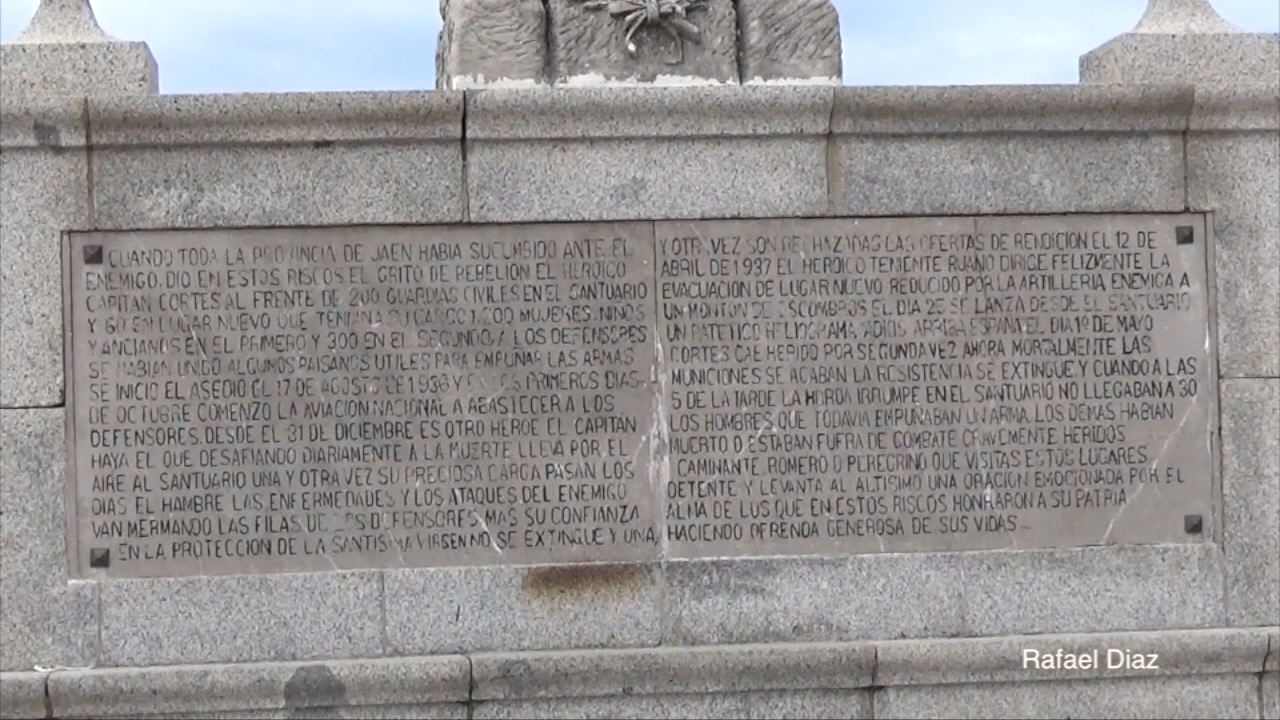 CUANDO TODA LA PROVINCIA DE JAEN HABIA SUCUMBIDO ANTE EL
ENEMIGO, DIO EN ESTOS RISCOS EL GRITO DE REBELION EL HEROICO
CAPITAN CORTES AL FRENTE DE 200 GUARDIAS CIVILES EN EL SANTUARIO
Y 60 EN LUGAR NUEVO QUE TENIAN A SU CARGO 1,200 MUJERES, NIÑOS
Y ANCIANOS EN EL PRIMERO Y 300 EN EL SEGUNDO, A LOS DEFENSORES
SE HABIAN UNIDO ALGUNOS PAISANOS UTILES PARA EMPUÑAR LAS ARMAS
SE INICIO EL ASEDIO EL 17 DE AGOSTO DE 1936 Y EN LOS PRIMEROS DIAS
DE OCTUBRE COMENZO LA AVIACION NACIONAL A ABASTECER A LOS
DEFENSORES. DESDE EL 31 DE DICIEMBRE ES OTRO HEROE EL CAPITAN
HAYA EL QUE DESAFIANDO DIARIAMENTE A LA MUERTE LLEVA POR EL
AIRE AL SANTUARIO UNA Y OTRA VEZ SU PRECIOSA CARGA PASAN LOS
DIAS EL HAMBRE LAS ENFERMEDADES Y LOS ATAQUES DEL ENEMIGO
VAN MERMANDO LAS FILAS DE LOS DEFENSORES MAS SU CONFIANZA
EN LA PROTECCION DE LA SANTISIMA VIRGEN NO SE EXTINGUE Y UNA
Y OTRA VEZ SON RECHAZADAS LAS OFERTAS DE RENDICION EL 12 DE
ABRIL DE 1937 EL HEROICO TENIENTE RUANO DIRIGE FELIZMENTE LA
EVACUACION DE LUGAR NUEVO REDUCIDO POR LA ARTILLERIA ENEMIGA A
UN MONTON DE ESCOMBROS EL DIA 25 SE LANZA DESDE EL SANTUARIO
UN PATETICO HELIOGRAMA ADIOS. ARRIBA ESPAÑA EL DIA 1º DE MAYO
CORTES CAE HERIDO POR SEGUNDA VEZ AHORA MORTALMENTE LAS
MUNICIONES SE ACABAN LA RESISTENCIA SE EXTINGUE Y CUANDO A LAS
5 DE LA TARDE LA HORDA IRRUMPE EN EL SANTUARIO NO LLEGABAN A 30
LOS HOMBRES QUE TODAVIA EMPUÑABAN UN ARMA. LOS DEMAS HABIAN
MUERTO O ESTABAN FUERA DE COMBATE GRAVEMENTE HERIDOS
CAMINANTE, ROMERO O PEREGRINO QUE VISITAS ESTOS LUGARES
DETENTE Y LEVANTA AL ALTISIMO UNA ORACION EMOCIONADA POR EL
ALMA DE LOS QUE EN ESTOS RISCOS HONRARON A SU PATRIA
HACIENDO OFRENDA GENEROSA DE SUS VIDAS
Rafael Diaz